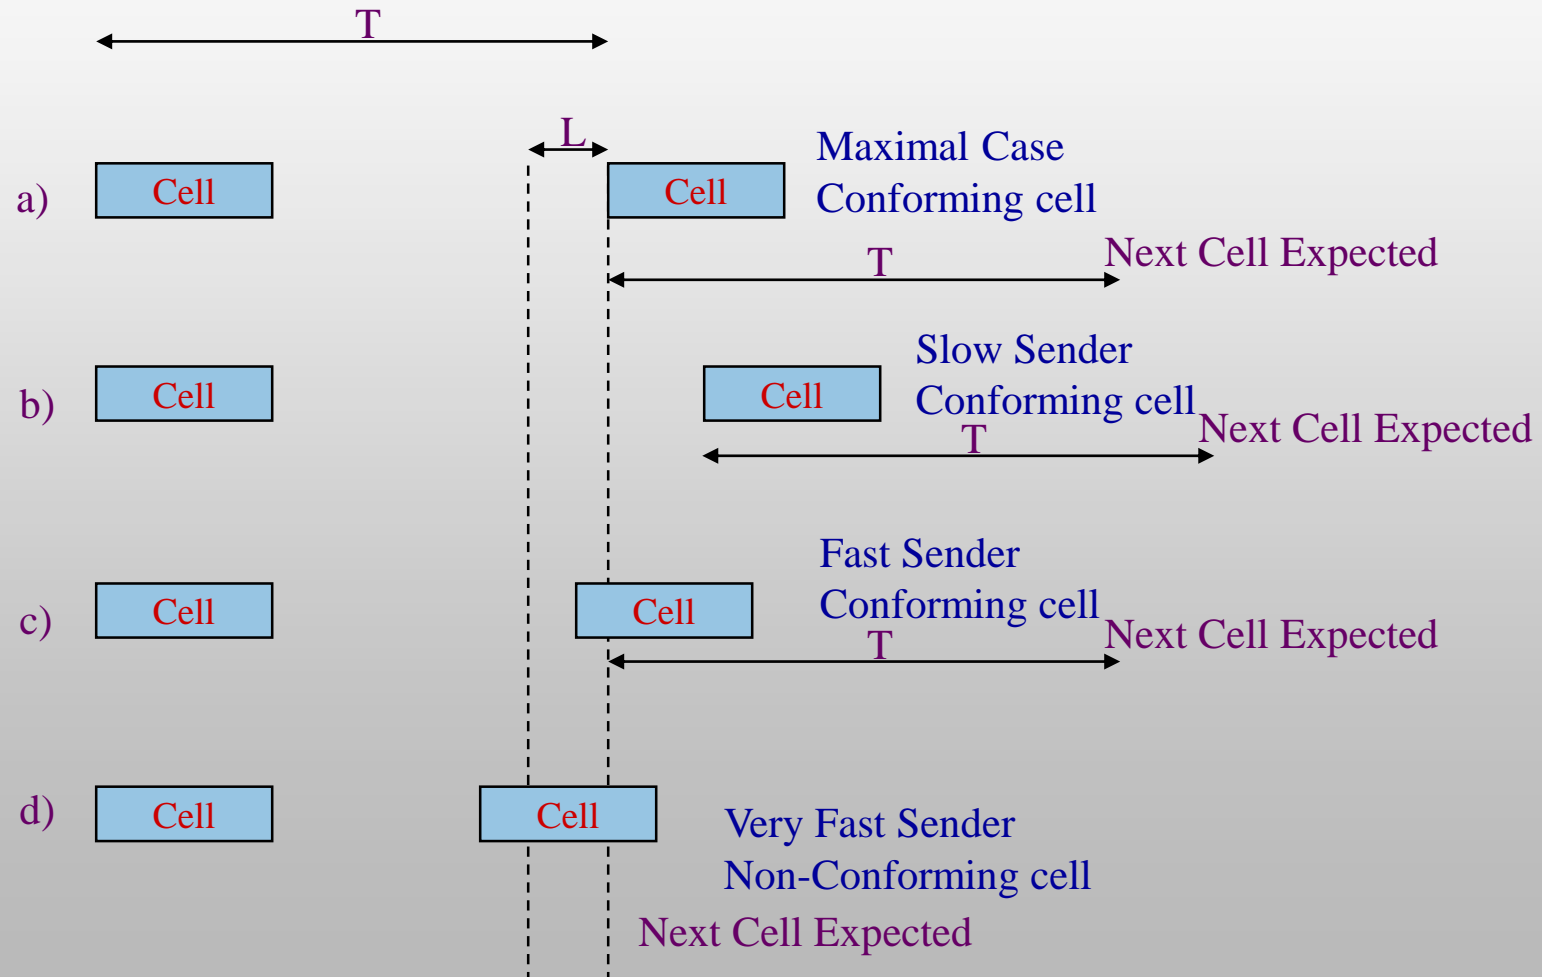 T
L
Maximal Case
a)
Cell
Cell
Conforming cell
T
Next Cell Expected
Slow Sender
b)
Cell
Cell
Conforming cell
T
Next Cell Expected
Fast Sender
c)
Cell
Cell
Conforming cell
T
Next Cell Expected
d)
Cell
Cell
Very Fast Sender
Non-Conforming cell
Next Cell Expected